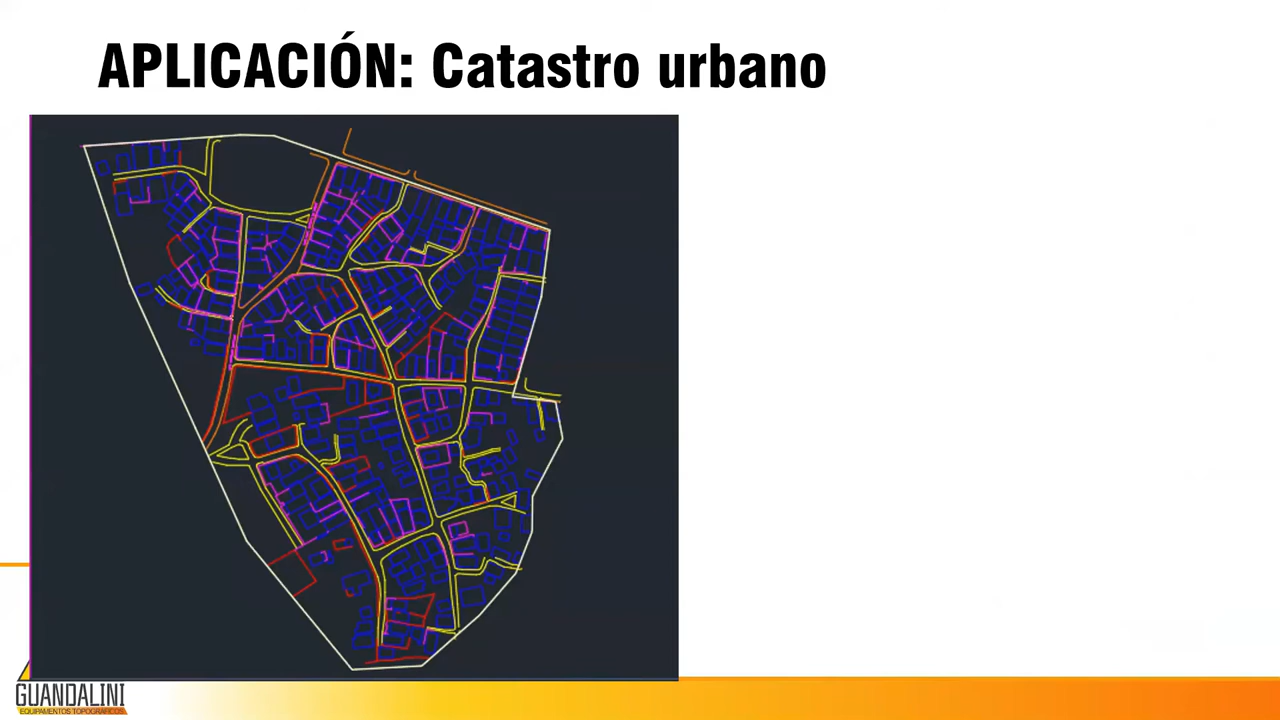 APLICACIÓN: Catastro urbano
GUANDALINI
EQUIPAMENTOS TOPOGRÁFICOS